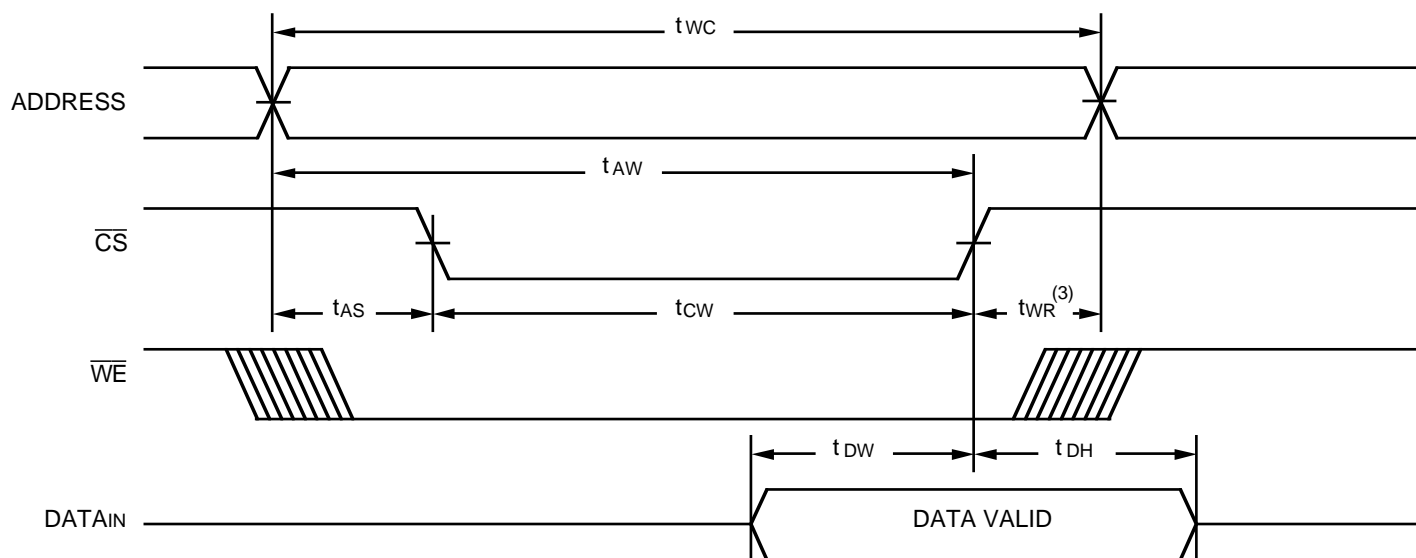 tWC
ADDRESS
tAW
CS
tAS
tCW
tWR(3)
WE
tDW
tDH
DATAIN
DATA VALID